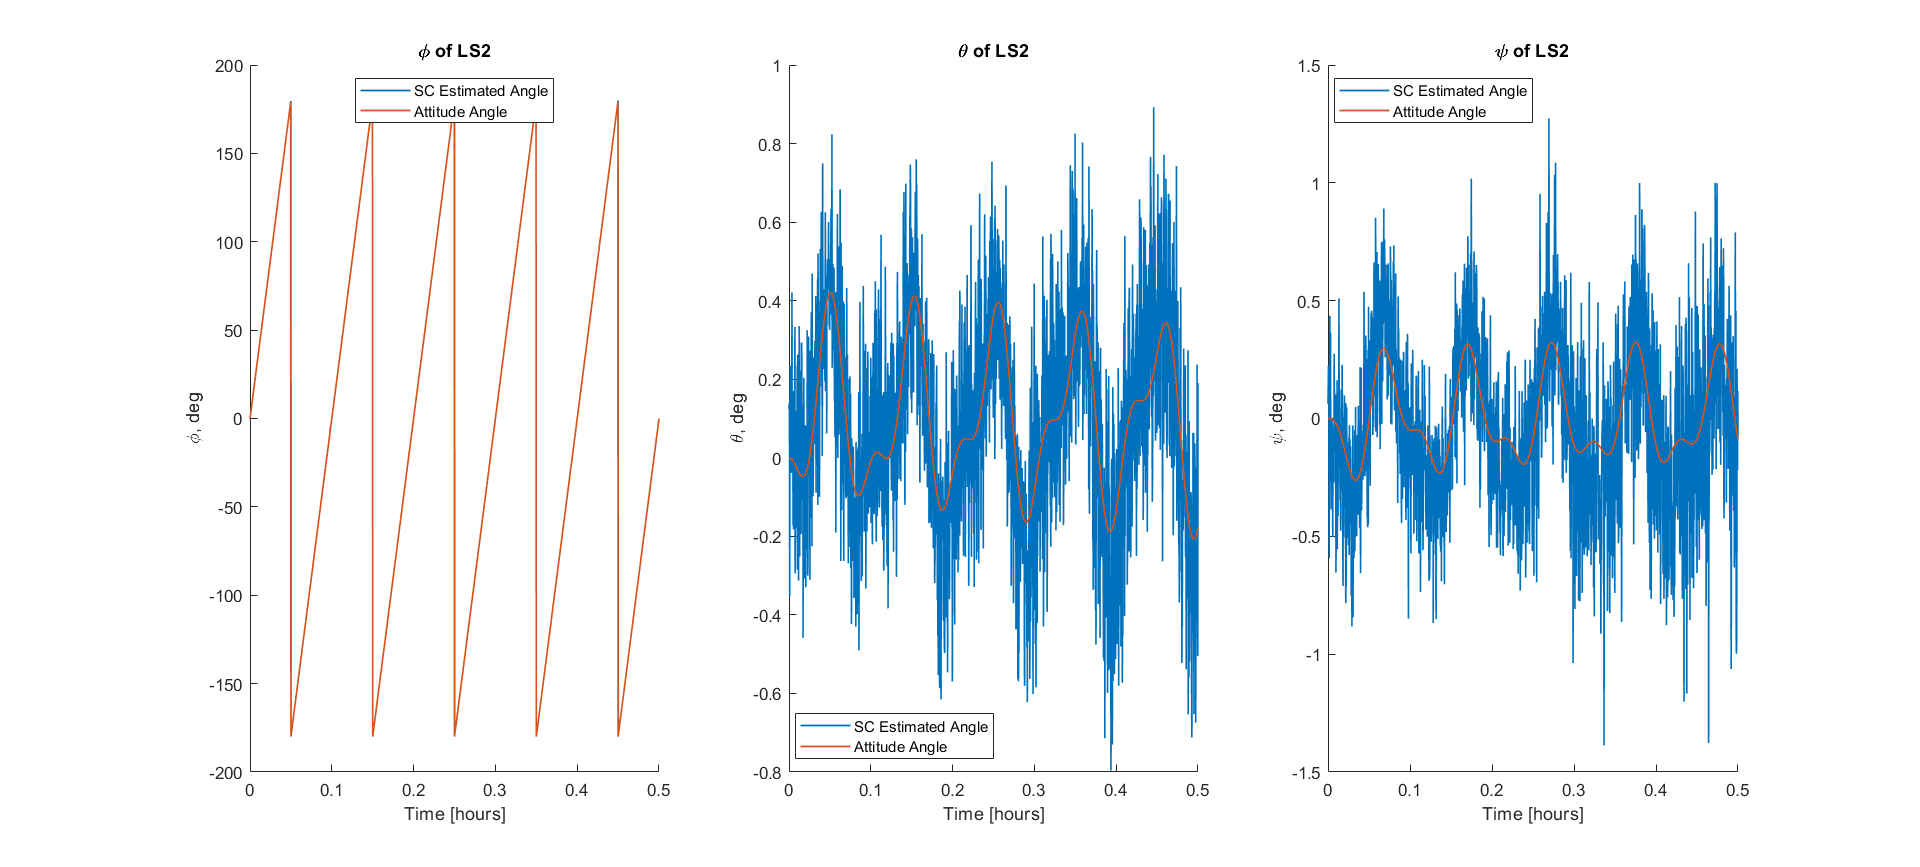 ϕ of LS2
SC Estimated Angle
Attitude Angle
200
150
100
50
0
-50
-100
-150
-200
ϕ, deg
0 0.1 0.2 0.3 0.4 0.5
Time [hours]
θ of LS2
1
0.8
0.6
0.4
0.2
0
-0.2
-0.4
-0.6
-0.8
θ, deg
SC Estimated Angle
Attitude Angle
0 0.1 0.2 0.3 0.4 0.5
Time [hours]
ψ of LS2
SC Estimated Angle
Attitude Angle
1.5
1
0.5
0
-0.5
-1
-1.5
ψ, deg
0 0.1 0.2 0.3 0.4 0.5
Time [hours]